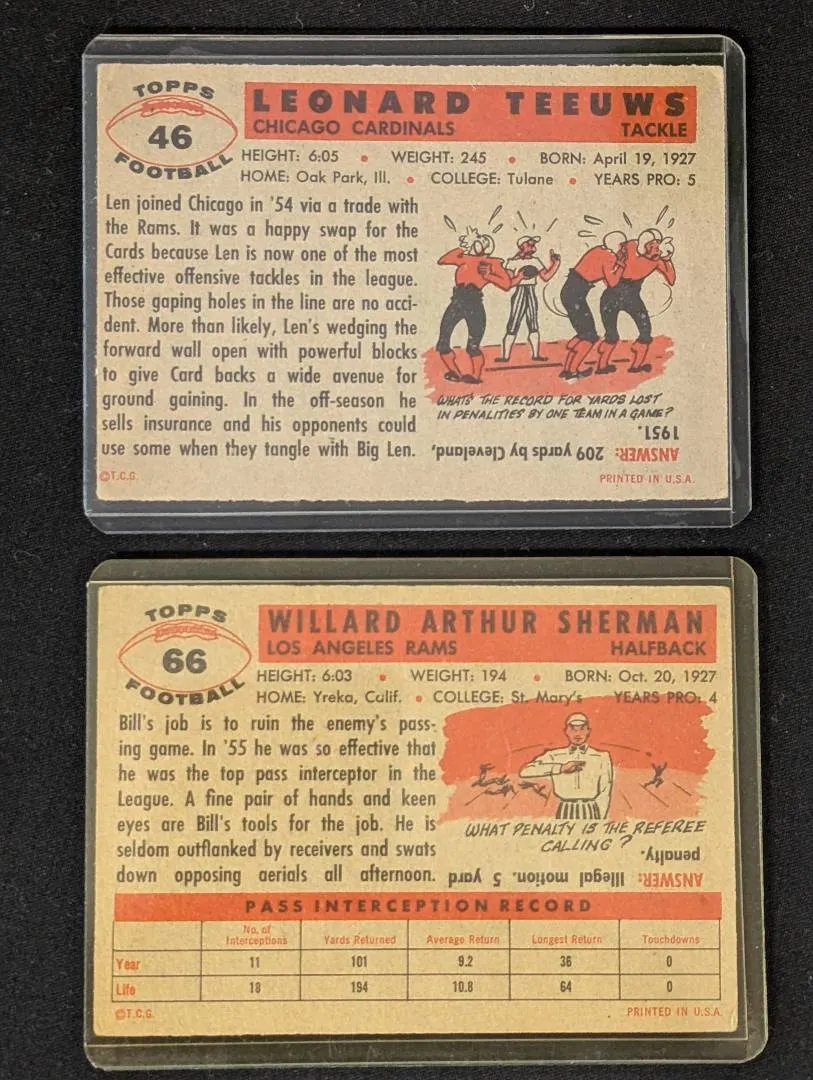 TOPPS
46
FOOTBALL
LEONARD TEEUWS
CHICAGO CARDINALS TACKLE
HEIGHT: 6:05 • WEIGHT: 245 • BORN: April 19, 1927
HOME: Oak Park, Ill. • COLLEGE: Tulane • YEARS PRO: 5
Len joined Chicago in '54 via a trade with
the Rams. It was a happy swap for the
Cards because Len is now one of the most
effective offensive tackles in the league.
Those gaping holes in the line are no acci-
dent. More than likely, Len's wedging the
forward wall open with powerful blocks
to give Card backs a wide avenue for
ground gaining. In the off-season he
sells insurance and his opponents could
use some when they tangle with Big Len.
WHATS THE RECORD FOR YARDS LOST
IN PENALITIES BY ONE TEAM IN A GAME?
ANSWER: 209 yards by Cleveland,
1951.
©T.C.G. PRINTED IN U.S.A.
TOPPS
66
FOOTBALL
WILLARD ARTHUR SHERMAN
LOS ANGELES RAMS HALFBACK
HEIGHT: 6:03 • WEIGHT: 194 • BORN: Oct. 20, 1927
HOME: Yreka, Calif. • COLLEGE: St. Mary's YEARS PRO: 4
Bill's job is to ruin the enemy's pass-
ing game. In '55 he was so effective that
he was the top pass interceptor in the
League. A fine pair of hands and keen
eyes are Bill's tools for the job. He is
seldom outflanked by receivers and swats
down opposing aerials all afternoon.
WHAT PENALTY IS THE REFEREE
CALLING?
ANSWER: Illegal motion. 5 yard
penalty.
PASS INTERCEPTION RECORD
No. of Interceptions Yards Returned Average Return Longest Return Touchdowns
Year 11 101 9.2 36 0
Life 18 194 10.8 64 0
©T.C.G. PRINTED IN U.S.A.